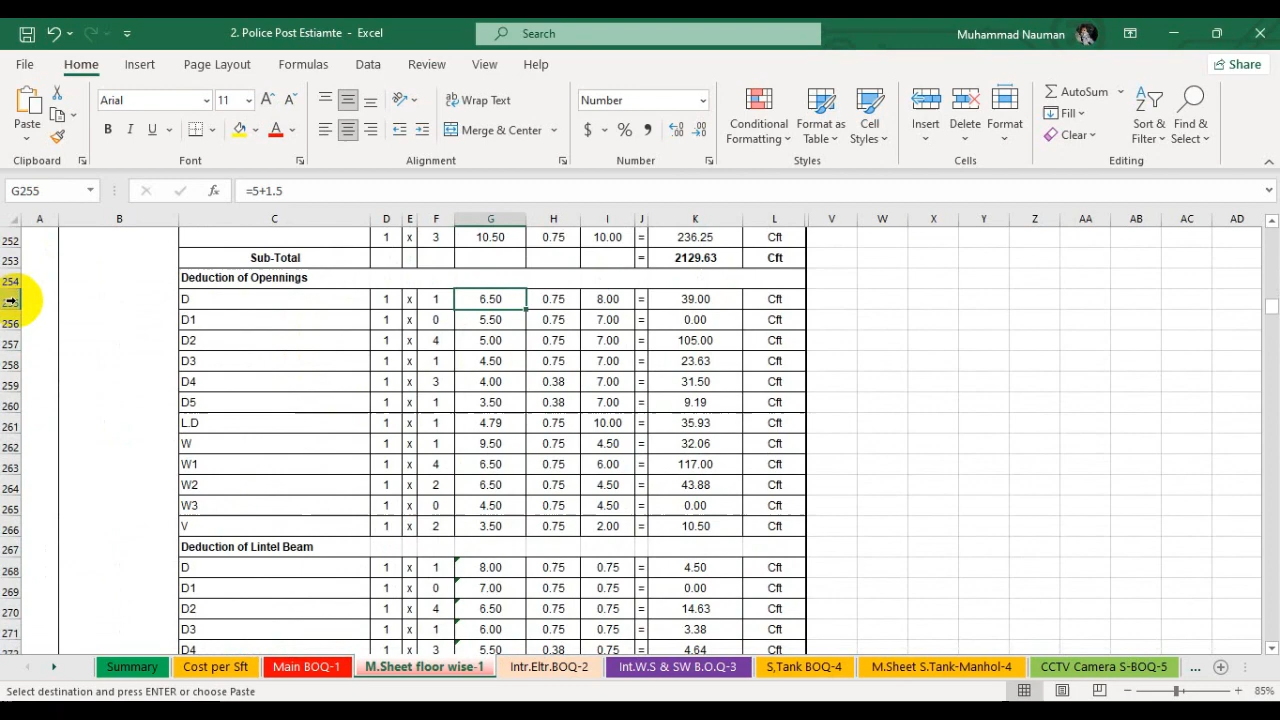 2. Police Post Estiamte - Excel
Search
Muhammad Nauman
File Home Insert Page Layout Formulas Data Review View Help Share
Arial 11 Wrap Text Number AutoSum
Fill
Paste B I U A Merge & Center $ % Conditional Formatting Format as Table Cell Styles Insert Delete Format Clear Sort & Filter Find & Select
Clipboard Font Alignment Number Styles Cells Editing
G255 fx =5+1.5
A B C D E F G H I J K L V W X Y Z AA AB AC AD
252 1 x 3 10.50 0.75 10.00 = 236.25 Cft
253 Sub-Total = 2129.63 Cft
254 Deduction of Opennings
D 1 x 1 6.50 0.75 8.00 = 39.00 Cft
256 D1 1 x 0 5.50 0.75 7.00 = 0.00 Cft
257 D2 1 x 4 5.00 0.75 7.00 = 105.00 Cft
258 D3 1 x 1 4.50 0.75 7.00 = 23.63 Cft
259 D4 1 x 3 4.00 0.38 7.00 = 31.50 Cft
260 D5 1 x 1 3.50 0.38 7.00 = 9.19 Cft
261 L.D 1 x 1 4.79 0.75 10.00 = 35.93 Cft
262 W 1 x 1 9.50 0.75 4.50 = 32.06 Cft
263 W1 1 x 4 6.50 0.75 6.00 = 117.00 Cft
264 W2 1 x 2 6.50 0.75 4.50 = 43.88 Cft
265 W3 1 x 0 4.50 0.75 4.50 = 0.00 Cft
266 V 1 x 2 3.50 0.75 2.00 = 10.50 Cft
267 Deduction of Lintel Beam
268 D 1 x 1 8.00 0.75 0.75 = 4.50 Cft
269 D1 1 x 0 7.00 0.75 0.75 = 0.00 Cft
270 D2 1 x 4 6.50 0.75 0.75 = 14.63 Cft
271 D3 1 x 1 6.00 0.75 0.75 = 3.38 Cft
D4 1 x 3 5.50 0.38 0.75 = 4.64 Cft
Summary Cost per Sft Main BOQ-1 M.Sheet floor wise-1 Intr.Eltr.BOQ-2 Int.W.S & SW B.O.Q-3 S,Tank BOQ-4 M.Sheet S.Tank-Manhol-4 CCTV Camera S-BOQ-5 ...
Select destination and press ENTER or choose Paste 85%